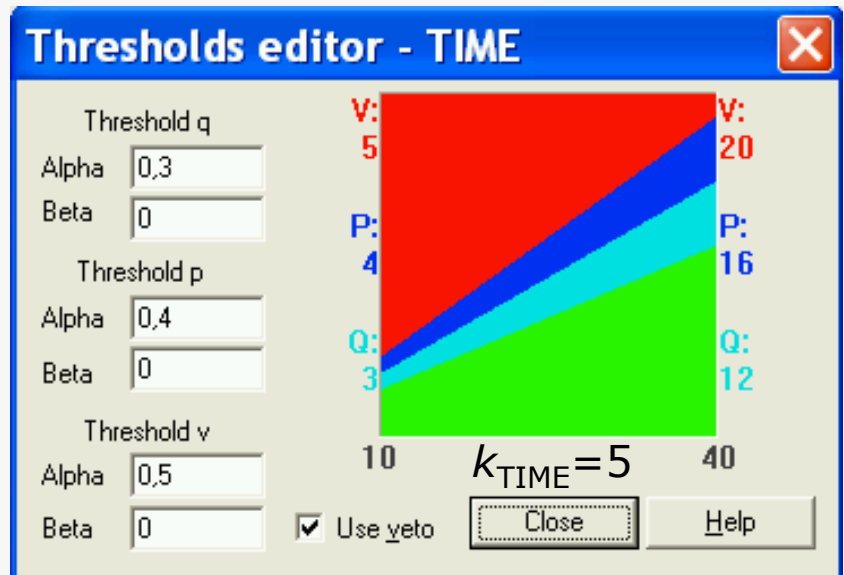 Thresholds editor - TIME
Threshold q
Alpha 0,3
Beta 0
Threshold p
Alpha 0,4
Beta 0
Threshold v
Alpha 0,5
Beta 0
V:
5
P:
4
Q:
3
V:
20
P:
16
Q:
12
10 k_TIME=5 40
Use veto Close Help